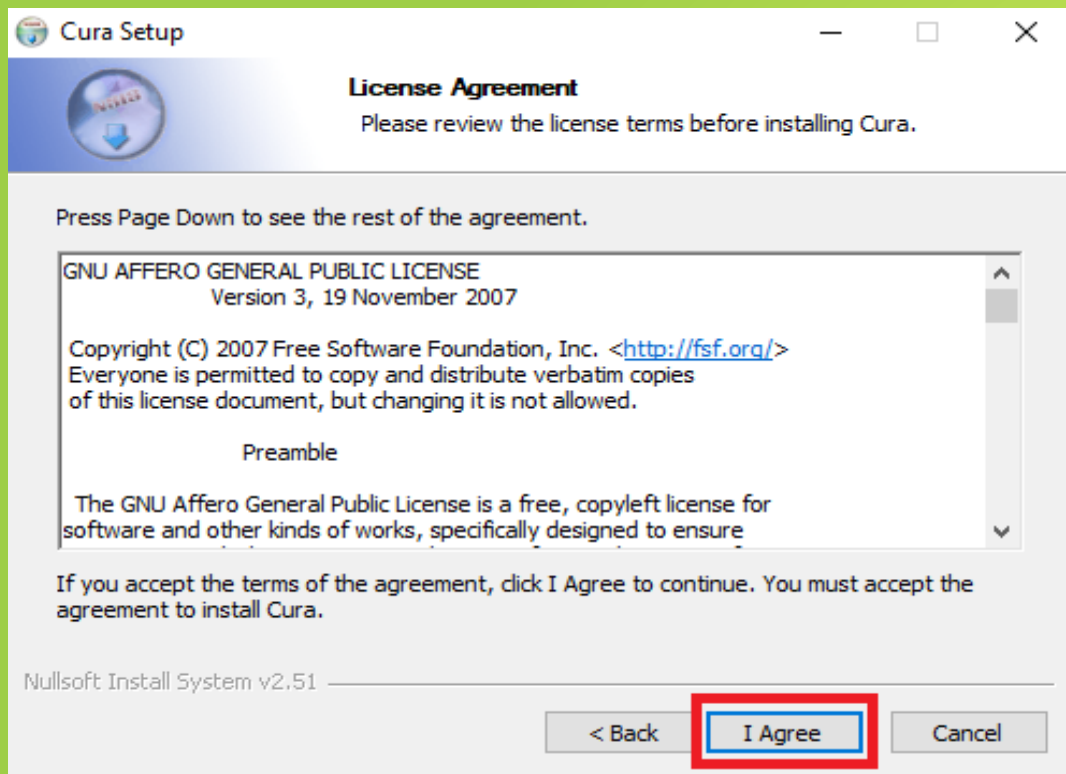 Cura Setup
License Agreement
Please review the license terms before installing Cura.
Press Page Down to see the rest of the agreement.
GNU AFFERO GENERAL PUBLIC LICENSE
Version 3, 19 November 2007
Copyright (C) 2007 Free Software Foundation, Inc. <http://fsf.org/>
Everyone is permitted to copy and distribute verbatim copies
of this license document, but changing it is not allowed.
Preamble
The GNU Affero General Public License is a free, copyleft license for
software and other kinds of works, specifically designed to ensure
If you accept the terms of the agreement, click I Agree to continue. You must accept the
agreement to install Cura.
Nullsoft Install System v2.51
< Back
I Agree
Cancel